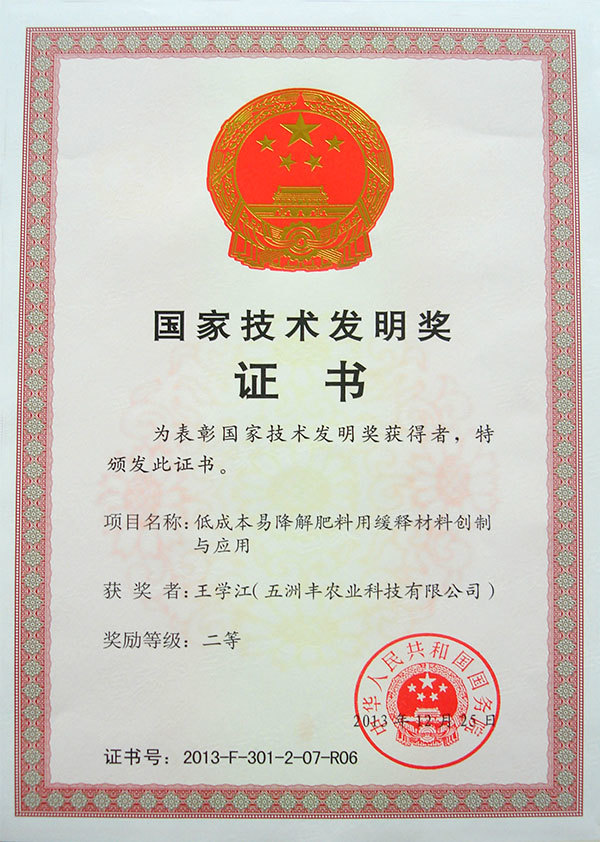 国家技术发明奖
证书
为表彰国家技术发明奖获得者，特
颁发此证书。
项目名称：低成本易降解肥料用缓释材料创制
与应用
获奖者：王学江（五洲丰农业科技有限公司）
奖励等级：二等
中华人民共和国国务院
2013年12月25日
证书号：2013-F-301-2-07-R06